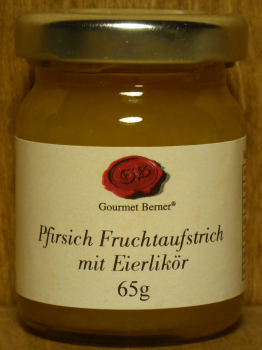 Gourmet Berner®
Pfirsich Fruchtaufstrich
mit Eierlikör
65g